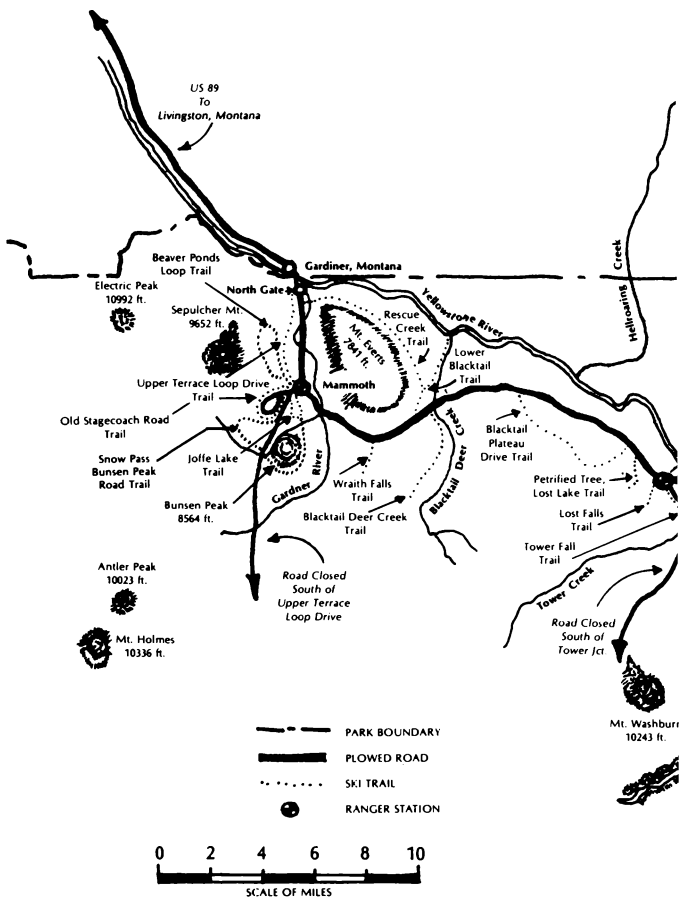 US 89
To
Livingston, Montana
Beaver Ponds
Loop Trail
Gardiner, Montana
Electric Peak
10992 ft.
North Gate
Sepulcher Mt.
9652 ft.
Yellowstone River
Hellroaring Creek
Rescue
Creek
Trail
Mt. Everts
7841 ft.
Lower
Blacktail
Trail
Upper Terrace Loop Drive
Trail
Mammoth
Old Stagecoach Road
Trail
Snow Pass
Bunsen Peak
Road Trail
Joffe Lake
Trail
Blacktail
Plateau
Drive Trail
Bunsen Peak
8564 ft.
Gardner River
Wraith Falls
Trail
Blacktail Deer Creek
Petrified Tree,
Lost Lake Trail
Blacktail Deer Creek
Trail
Lost Falls
Trail
Tower Fall
Trail
Antler Peak
10023 ft.
Road Closed
South of
Upper Terrace
Loop Drive
Tower Creek
Road Closed
South of
Tower Jct.
Mt. Holmes
10336 ft.
Mt. Washburn
10243 ft.
PARK BOUNDARY
PLOWED ROAD
SKI TRAIL
RANGER STATION
0 2 4 6 8 10
SCALE OF MILES